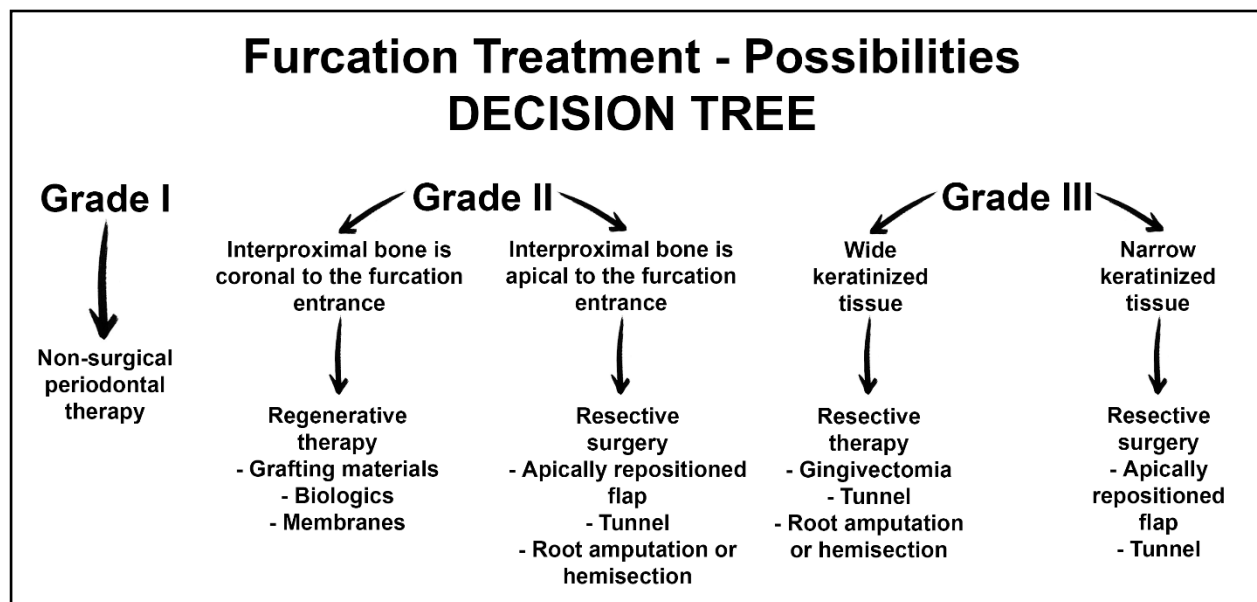 Furcation Treatment - Possibilities
DECISION TREE
Grade I
Non-surgical
periodontal
therapy
Grade II
Interproximal bone is
coronal to the furcation
entrance
Regenerative
therapy
- Grafting materials
- Biologics
- Membranes
Interproximal bone is
apical to the furcation
entrance
Resective
surgery
- Apically repositioned
flap
- Tunnel
- Root amputation or
hemisection
Grade III
Wide
keratinized
tissue
Resective
therapy
- Gingivectomia
- Tunnel
- Root amputation
or hemisection
Narrow
keratinized
tissue
Resective
surgery
- Apically
repositioned
flap
- Tunnel